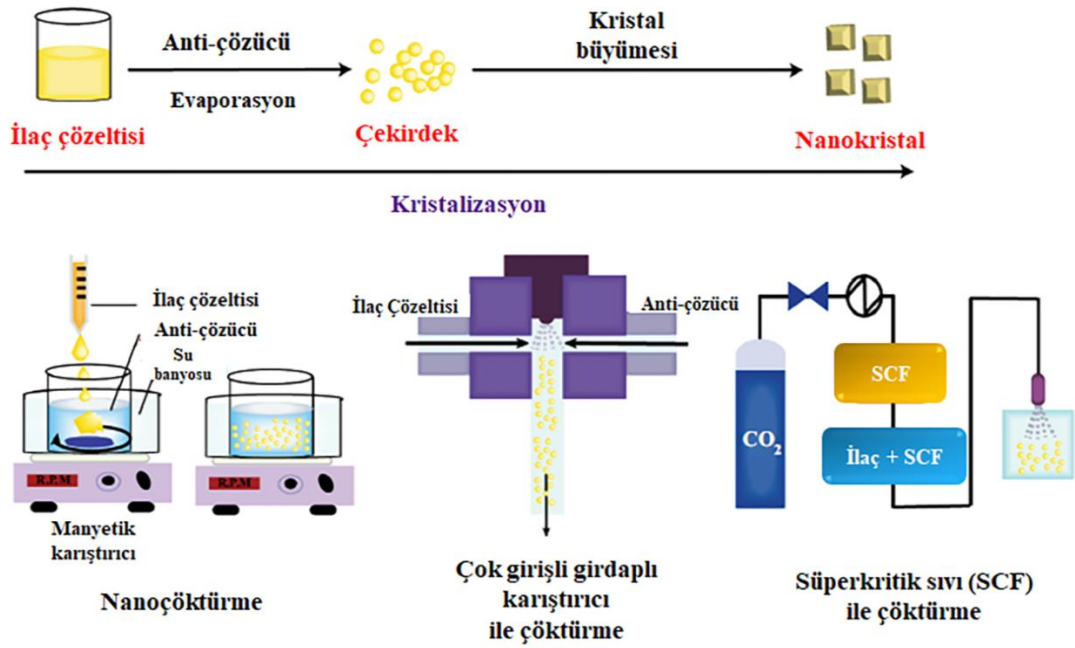 Anti-çözücü
Evaporasyon
Kristal
büyümesi
İlaç çözeltisi
Çekirdek
Nanokristal
Kristalizasyon
İlaç çözeltisi
Anti-çözücü
Su
banyosu
R.P.M
R.P.M
Manyetik
karıştırıcı
Nanoçöktürme
İlaç Çözeltisi
Anti-çözücü
Çok girişli girdaplı
karıştırıcı
ile çöktürme
CO₂
SCF
İlaç + SCF
Süperkritik sıvı (SCF)
ile çöktürme